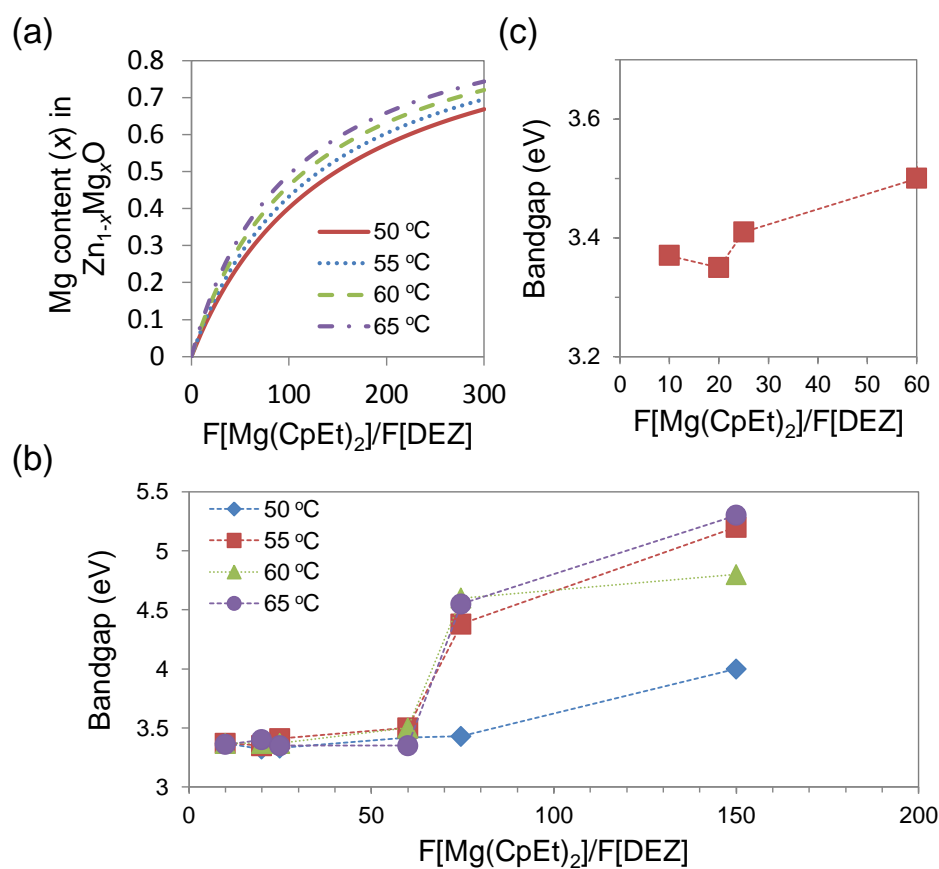 (a)
Mg content (x) in
Zn1-xMgxO
0.8
0.7
0.6
0.5
0.4
0.3
0.2
0.1
0
50 ºC
55 ºC
60 ºC
65 ºC
0 100 200 300
F[Mg(CpEt)2]/F[DEZ]
(c)
Bandgap (eV)
3.6
3.4
3.2
0 10 20 30 40 50 60
F[Mg(CpEt)2]/F[DEZ]
(b)
Bandgap (eV)
5.5
5
4.5
4
3.5
3
50 ºC
55 ºC
60 ºC
65 ºC
0 50 100 150 200
F[Mg(CpEt)2]/F[DEZ]